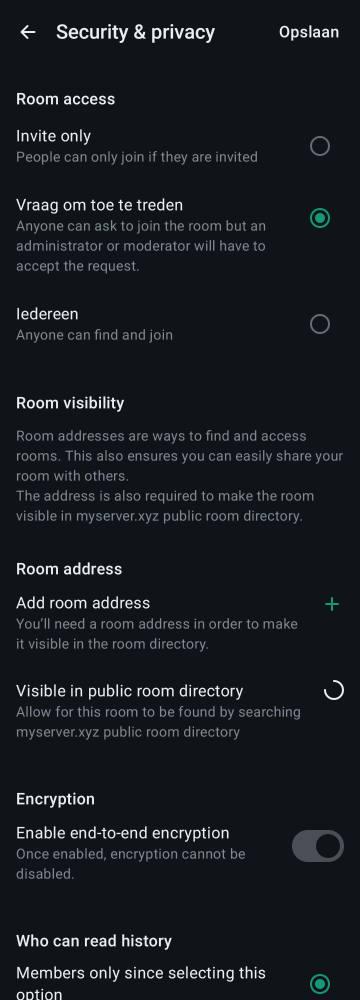 Security & privacy
Opslaan
Room access
Invite only
People can only join if they are invited
Vraag om toe te treden
Anyone can ask to join the room but an
administrator or moderator will have to
accept the request.
Iedereen
Anyone can find and join
Room visibility
Room addresses are ways to find and access
rooms. This also ensures you can easily share your
room with others.
The address is also required to make the room
visible in myserver.xyz public room directory.
Room address
Add room address
You’ll need a room address in order to make
it visible in the room directory.
Visible in public room directory
Allow for this room to be found by searching
myserver.xyz public room directory
Encryption
Enable end-to-end encryption
Once enabled, encryption cannot be
disabled.
Who can read history
Members only since selecting this
option